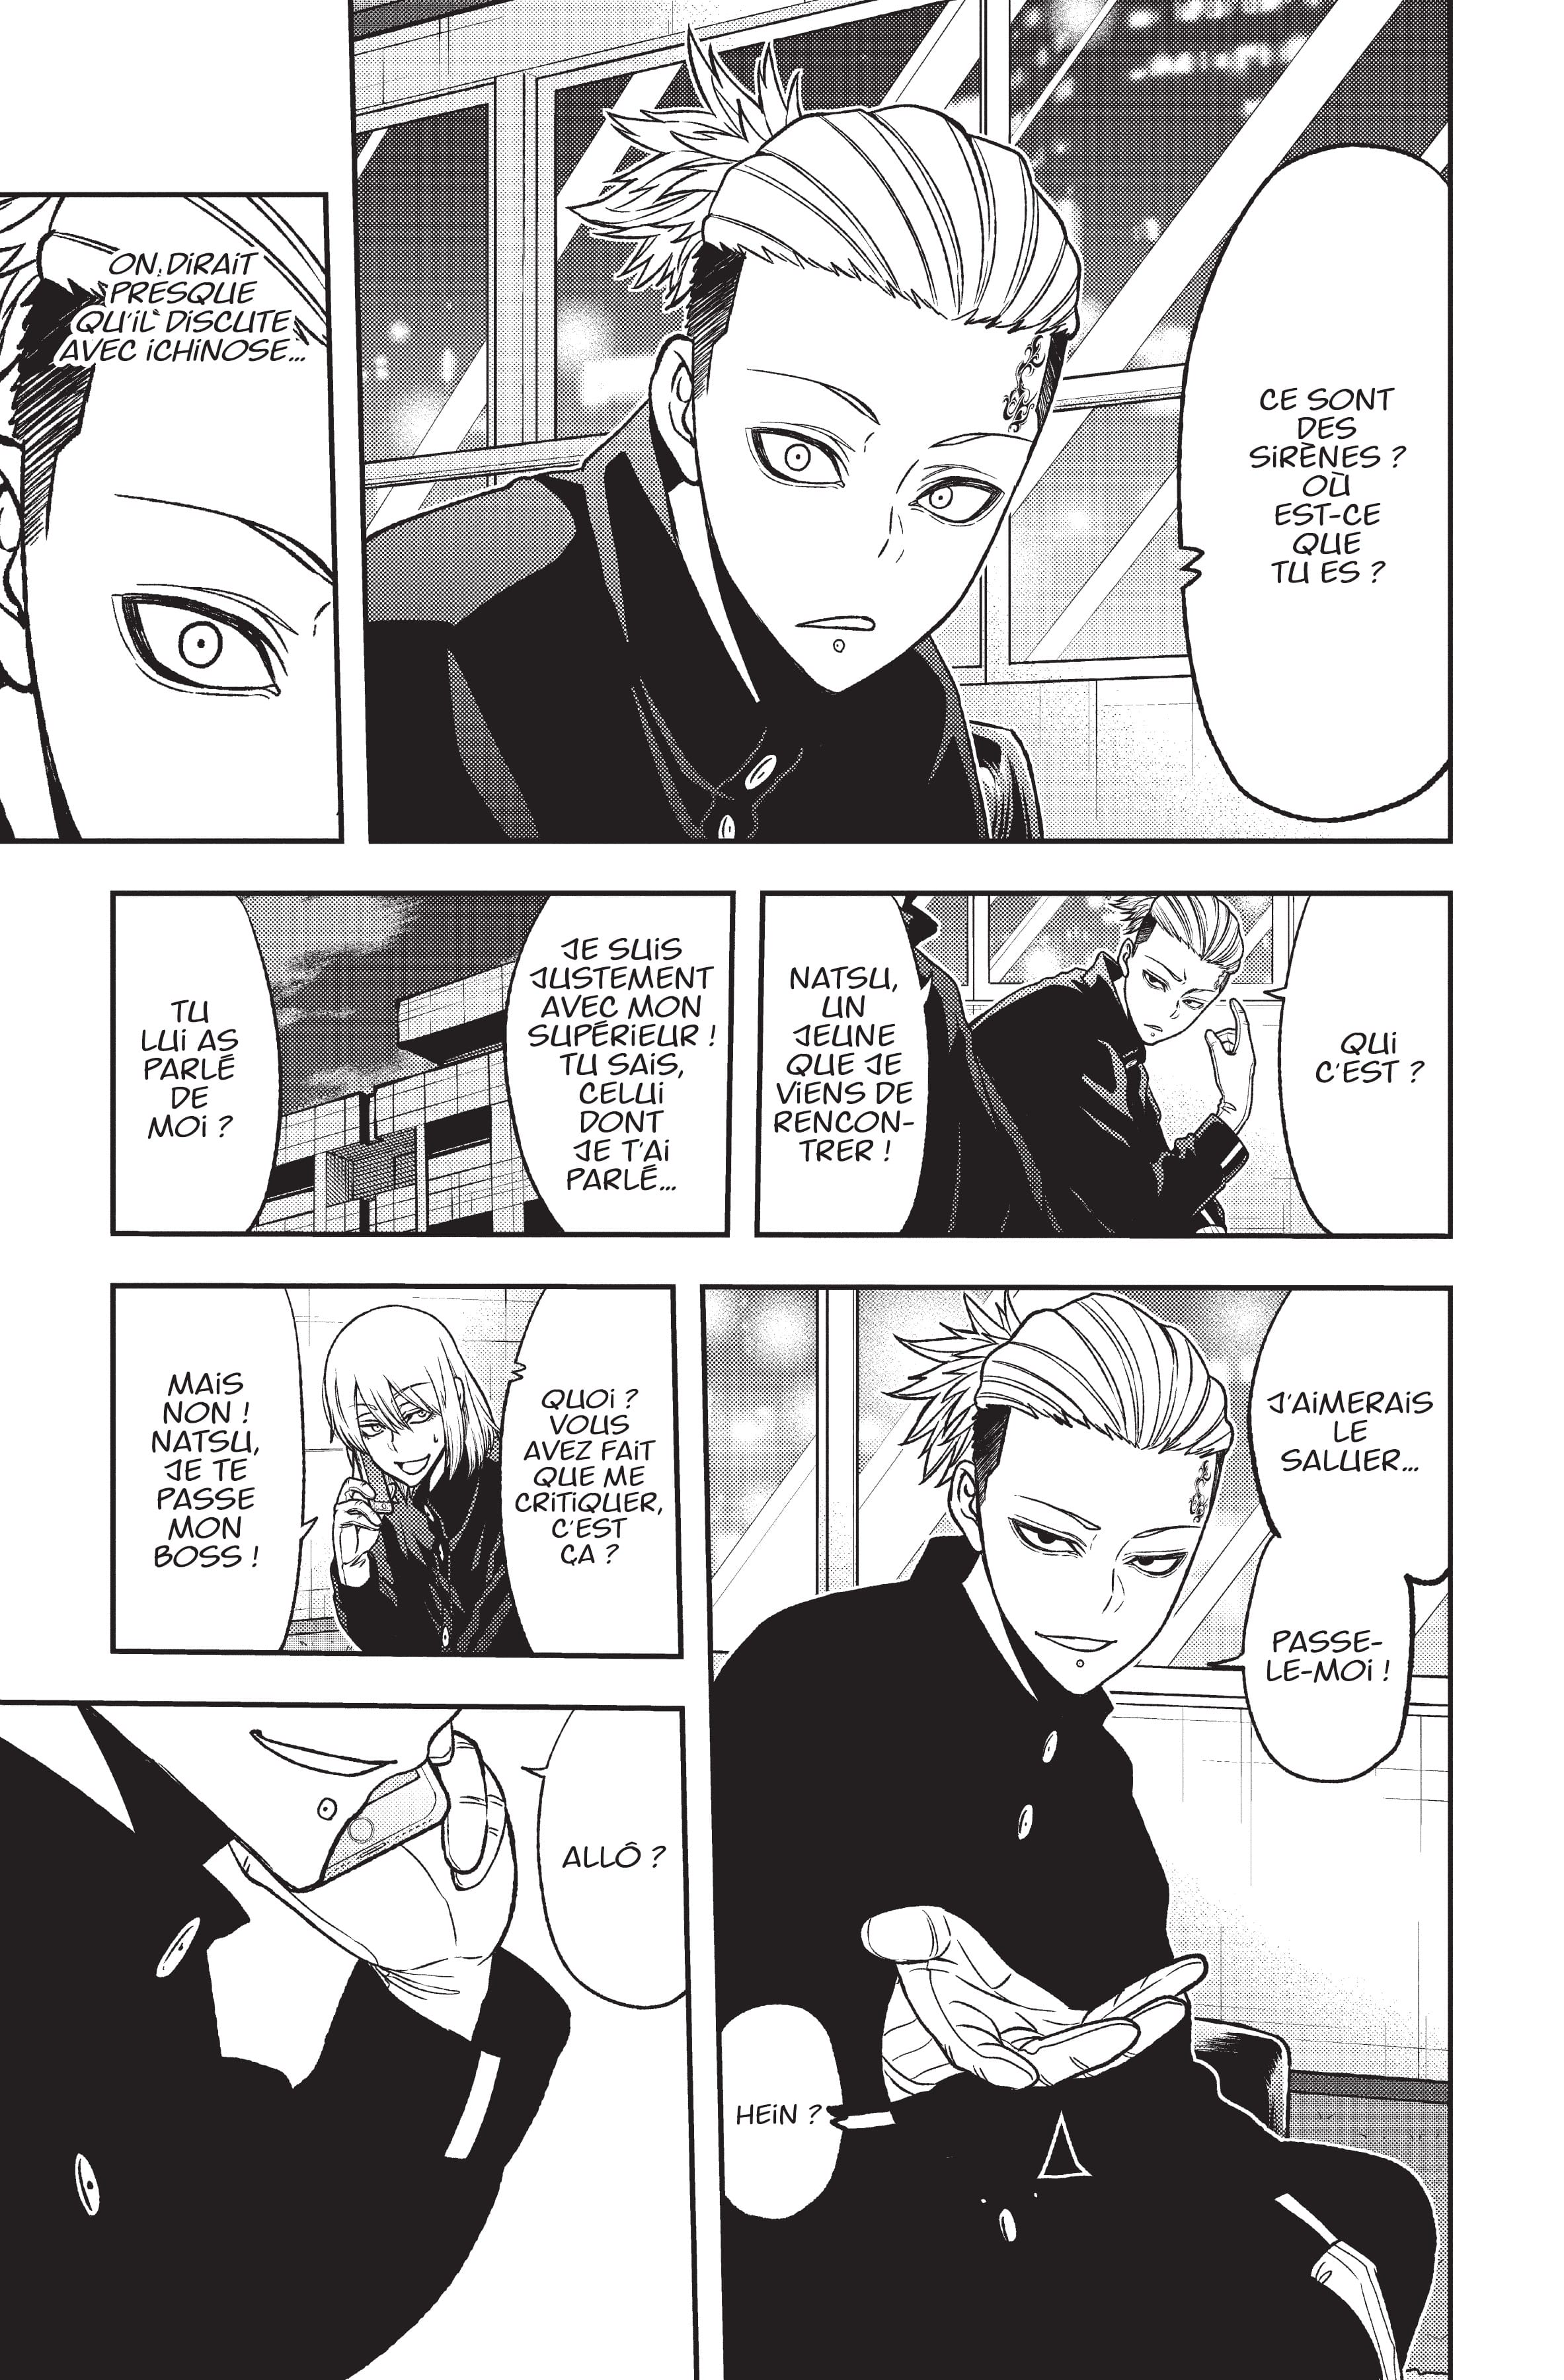 CE SONT
DES
SIRÈNES ?
OÙ
EST-CE
QUE
TU ES ?
ON DIRAIT
PRESQUE
QU'IL DISCUTE
AVEC ICHINOSE...
QUI
C'EST ?
NATSU,
UN
JEUNE
QUE JE
VIENS DE
RENCON-
TRER !
JE SUIS
JUSTEMENT
AVEC MON
SUPÉRIEUR !
TU SAIS,
CELUI
DONT
JE T'AI
PARLÉ...
TU
LUI AS
PARLÉ
DE
MOI ?
J'AIMERAIS
LE
SALUER...
PASSE-
LE-MOI !
HEIN ?
QUOI ?
VOUS
AVEZ FAIT
QUE ME
CRITIQUER,
C'EST
ÇA ?
MAIS
NON !
NATSU,
JE TE
PASSE
MON
BOSS !
ALLÔ ?